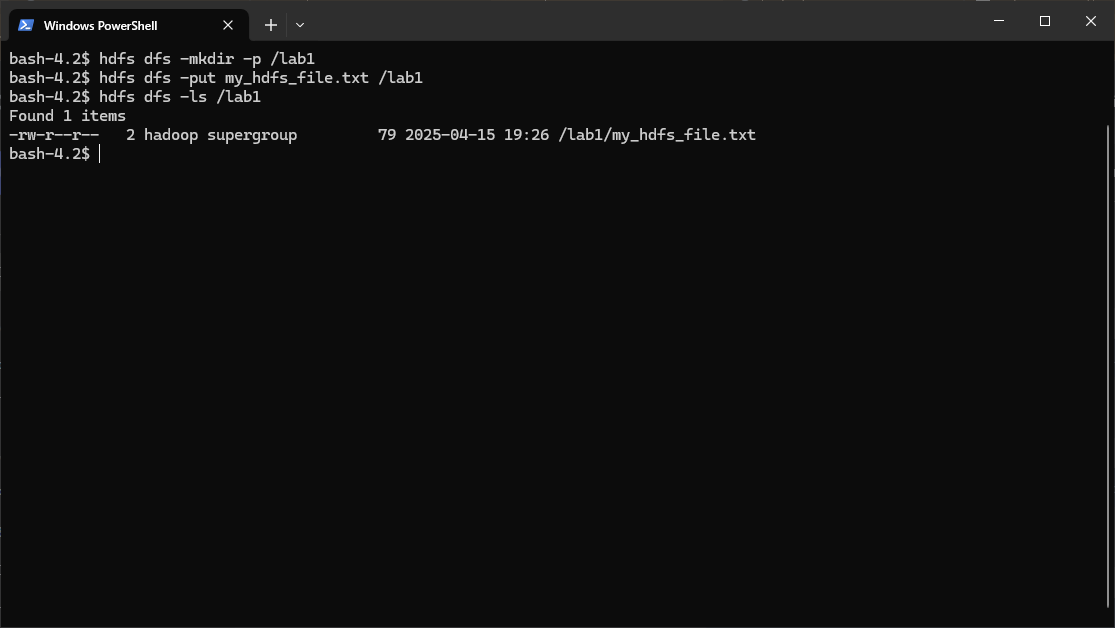 Windows PowerShell
bash-4.2$ hdfs dfs -mkdir -p /lab1
bash-4.2$ hdfs dfs -put my_hdfs_file.txt /lab1
bash-4.2$ hdfs dfs -ls /lab1
Found 1 items
-rw-r--r--   2 hadoop supergroup         79 2025-04-15 19:26 /lab1/my_hdfs_file.txt
bash-4.2$